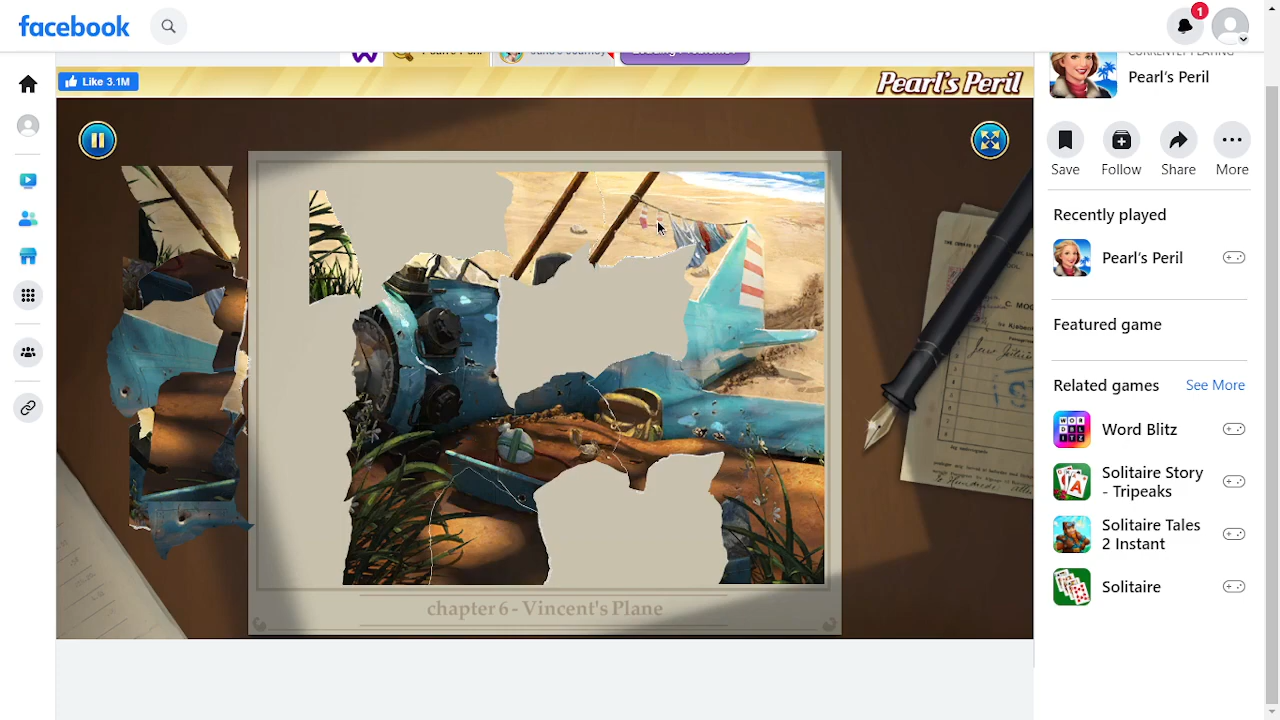 facebook
1
CURRENTLY PLAYING
Pearl's Peril
Like 3.1M
Pearl's Peril
Save
Follow
Share
More
Recently played
Pearl's Peril
Featured game
Related games
See More
Word Blitz
Solitaire Story
- Tripeaks
Solitaire Tales
2 Instant
Solitaire
chapter 6 - Vincent's Plane